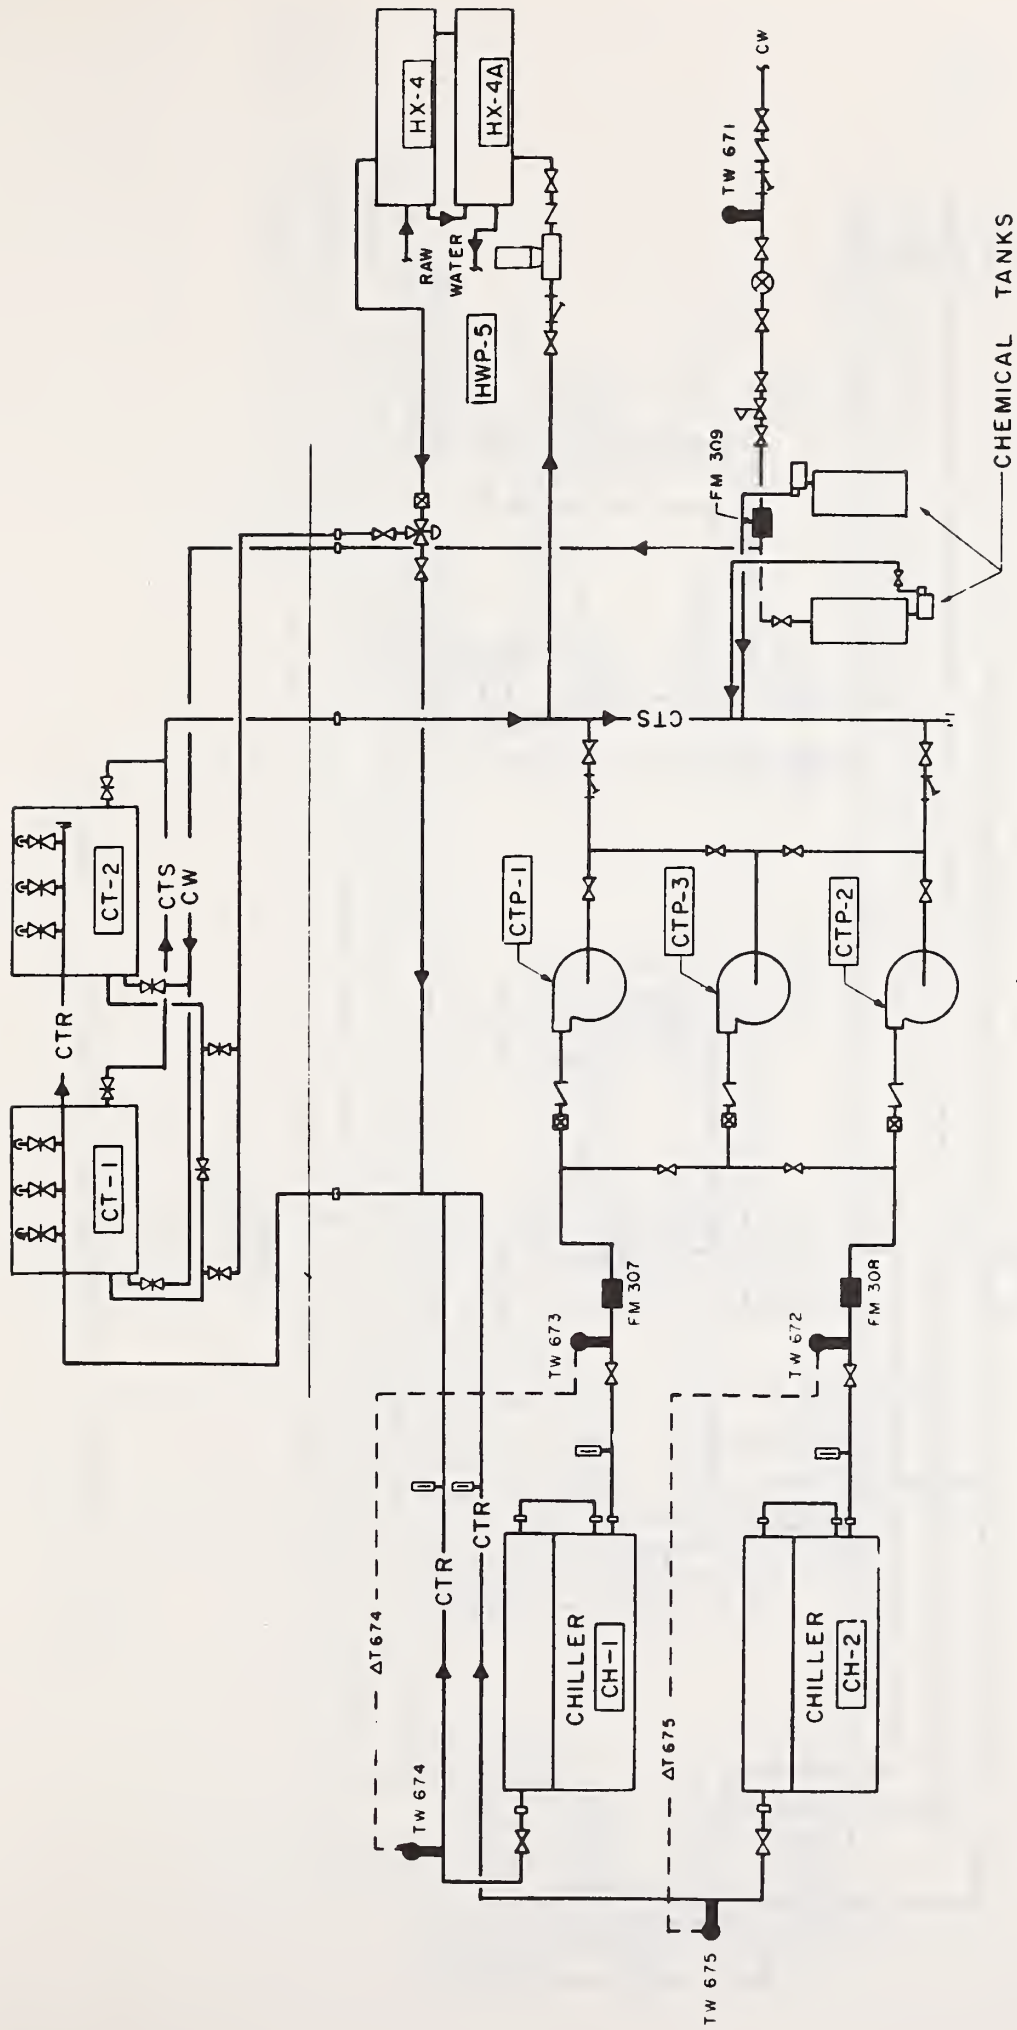 CT-1
CT-2
CTR
CTS
CW
HX-4
HX-4A
RAW
WATER
HWP-5
TW 671
CW
FM 309
CHEMICAL TANKS
CTS
CTP-1
CTP-3
CTP-2
FM 307
TW 673
FM 308
TW 672
ΔT674
CTR
CTR
TW 674
CHILLER
CH-1
ΔT675
CHILLER
CH-2
TW 675